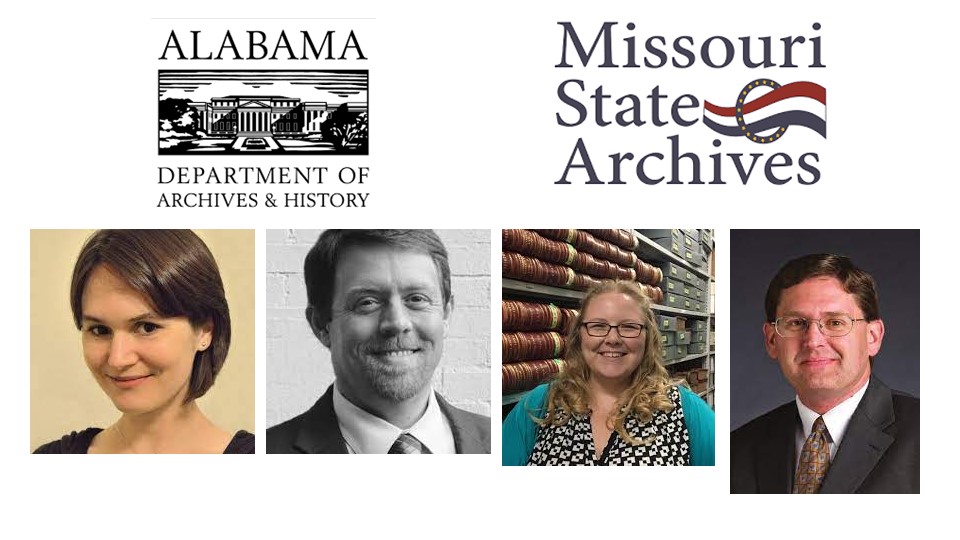 ALABAMA
DEPARTMENT OF
ARCHIVES & HISTORY
Missouri
State
Archives